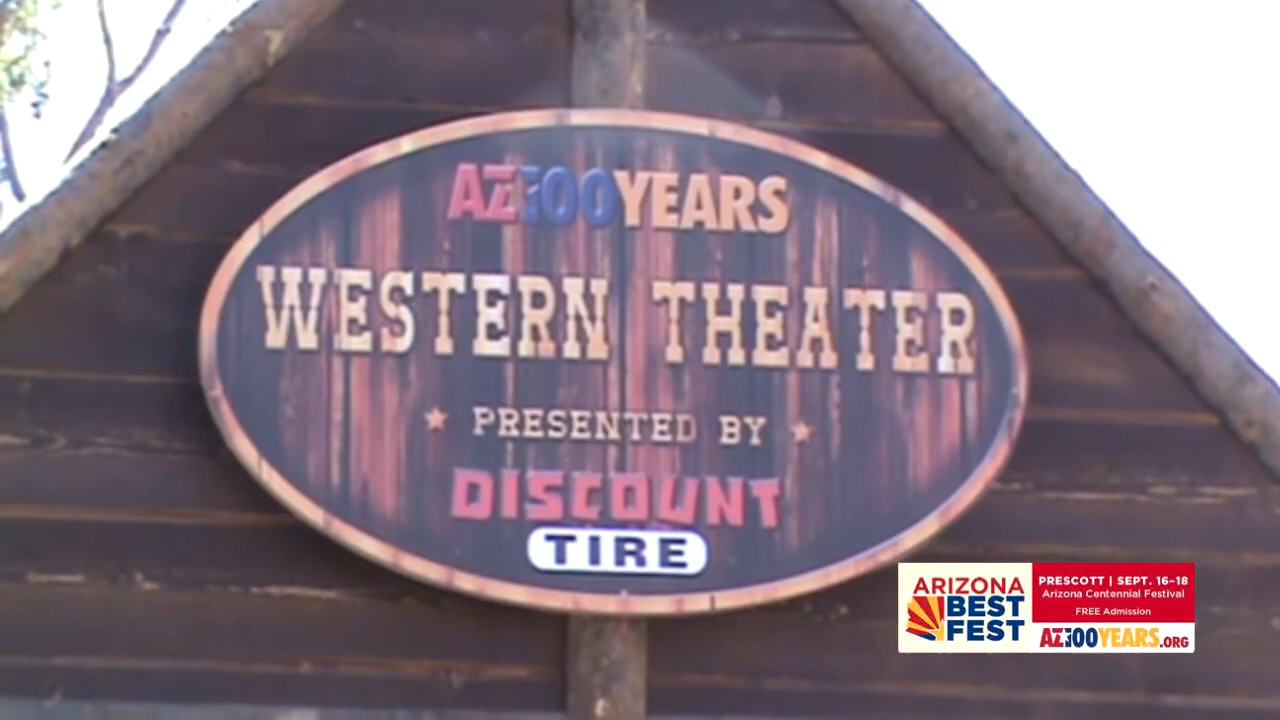 AZ100YEARS
WESTERN THEATER
PRESENTED BY
DISCOUNT
TIRE
ARIZONA
BEST
FEST
PRESCOTT | SEPT. 16-18
Arizona Centennial Festival
FREE Admission
AZ100YEARS.ORG